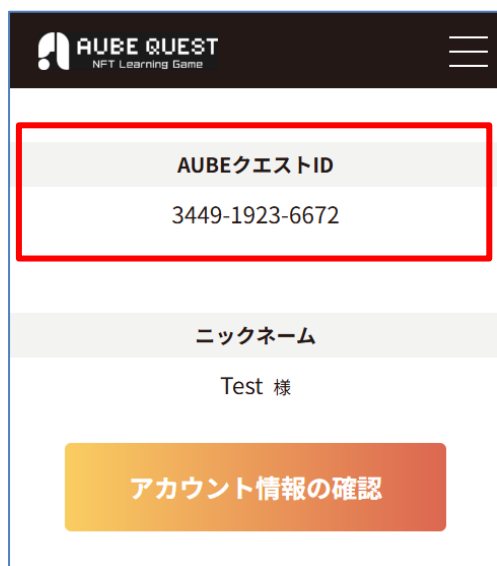 AUBE QUEST
NFT Learning Game
AUBEクエストID
3449-1923-6672
ニックネーム
Test 様
アカウント情報の確認